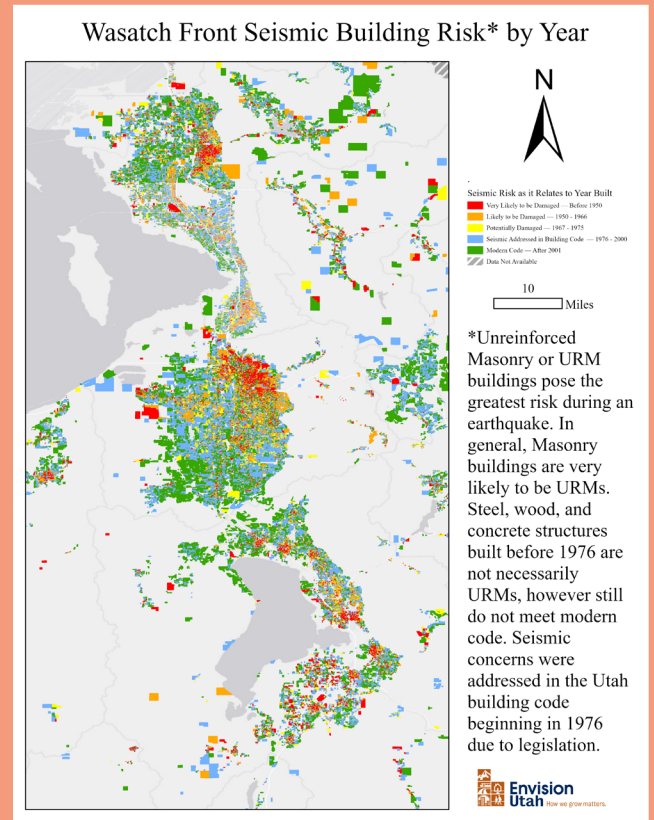 Wasatch Front Seismic Building Risk* by Year
N
Seismic Risk as it Relates to Year Built
Very Likely to be Damaged — Before 1950
Likely to be Damaged — 1950 - 1966
Potentially Damaged — 1967 - 1975
Seismic Addressed in Building Code — 1976 - 2000
Modern Code — After 2001
Data Not Available
10
Miles
*Unreinforced
Masonry or URM
buildings pose the
greatest risk during an
earthquake. In
general, Masonry
buildings are very
likely to be URMs.
Steel, wood, and
concrete structures
built before 1976 are
not necessarily
URMs, however still
do not meet modern
code. Seismic
concerns were
addressed in the Utah
building code
beginning in 1976
due to legislation.
Envision
Utah How we grow matters.